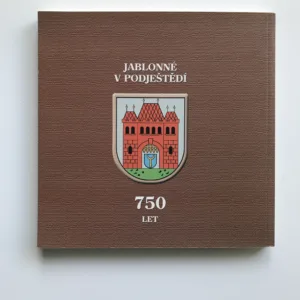 JABLONNÉ
V PODJEŠTĚDÍ
750
LET